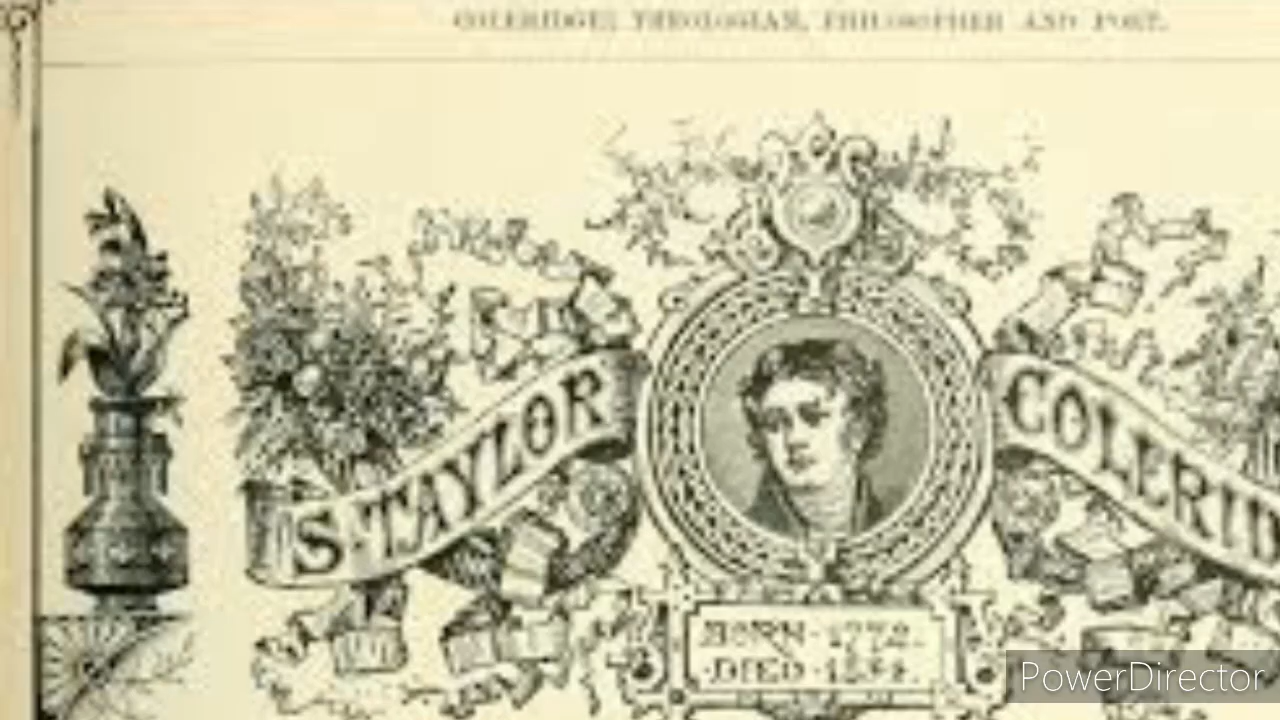 COLERIDGE; THEOLOGIAN, PHILOSOPHER AND POET.
S. TAYLOR COLERID
BORN · 1772.
DIED · 1834.
PowerDirector